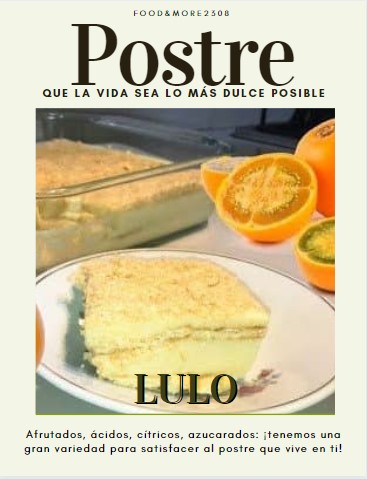 FOOD&MORE2308
Postre
QUE LA VIDA SEA LO MÁS DULCE POSIBLE
LULO
Afrutados, ácidos, cítricos, azucarados: ¡tenemos una
gran variedad para satisfacer al postre que vive en ti!